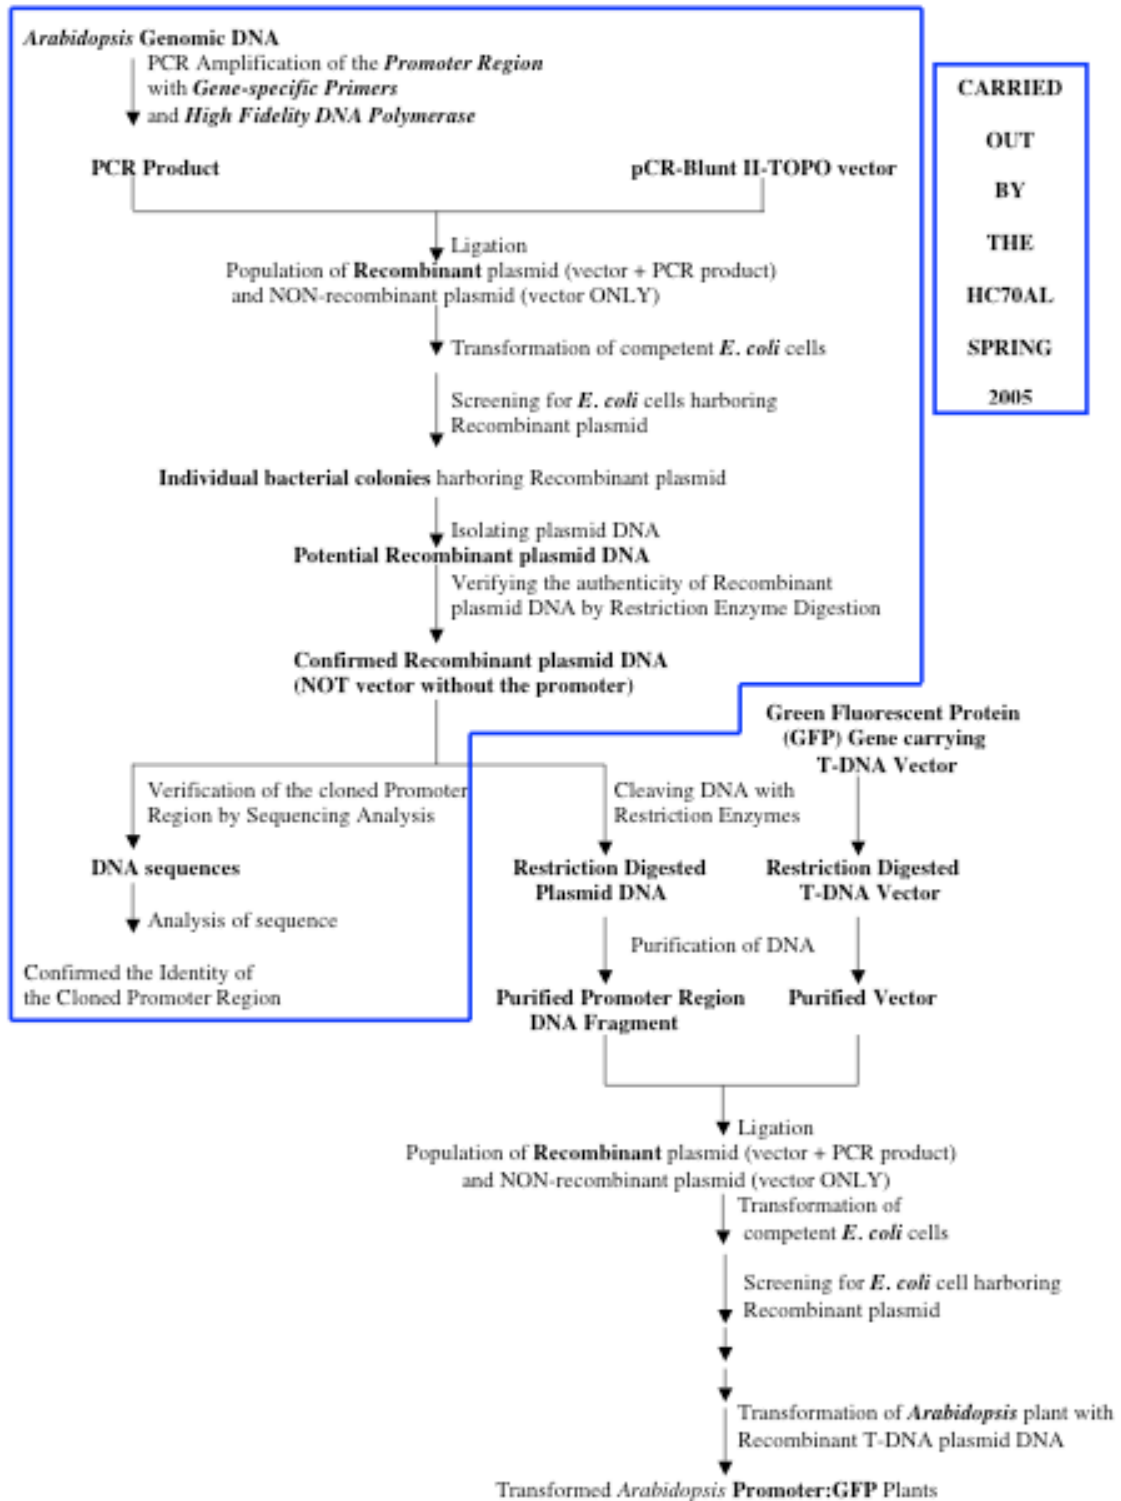 Arabidopsis Genomic DNA
PCR Amplification of the Promoter Region
with Gene-specific Primers
and High Fidelity DNA Polymerase
PCR Product
pCR-Blunt II-TOPO vector
Ligation
Population of Recombinant plasmid (vector + PCR product)
and NON-recombinant plasmid (vector ONLY)
Transformation of competent E. coli cells
Screening for E. coli cells harboring
Recombinant plasmid
Individual bacterial colonies harboring Recombinant plasmid
Isolating plasmid DNA
Potential Recombinant plasmid DNA
Verifying the authenticity of Recombinant
plasmid DNA by Restriction Enzyme Digestion
Confirmed Recombinant plasmid DNA
(NOT vector without the promoter)
Verification of the cloned Promoter
Region by Sequencing Analysis
DNA sequences
Analysis of sequence
Confirmed the Identity of
the Cloned Promoter Region
CARRIED
OUT
BY
THE
HC70AL
SPRING
2005
Green Fluorescent Protein
(GFP) Gene carrying
T-DNA Vector
Cleaving DNA with
Restriction Enzymes
Restriction Digested
Plasmid DNA
Restriction Digested
T-DNA Vector
Purification of DNA
Purified Promoter Region
DNA Fragment
Purified Vector
Ligation
Population of Recombinant plasmid (vector + PCR product)
and NON-recombinant plasmid (vector ONLY)
Transformation of
competent E. coli cells
Screening for E. coli cell harboring
Recombinant plasmid
Transformation of Arabidopsis plant with
Recombinant T-DNA plasmid DNA
Transformed Arabidopsis Promoter:GFP Plants